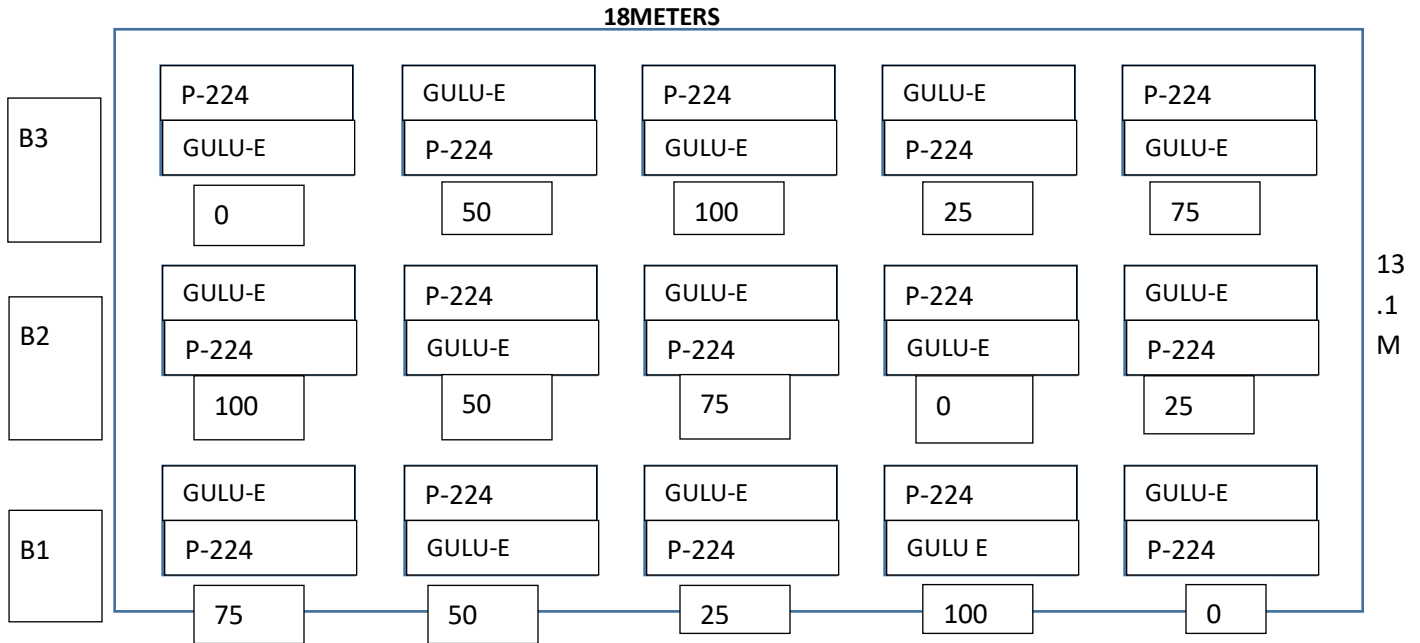 18METERS
P-224 GULU-E P-224 GULU-E P-224
B3
GULU-E P-224 GULU-E P-224 GULU-E
0 50 100 25 75
13
.1
M
GULU-E P-224 GULU-E P-224 GULU-E
B2
P-224 GULU-E P-224 GULU-E P-224
100 50 75 0 25
GULU-E P-224 GULU-E P-224 GULU-E
B1
P-224 GULU-E P-224 GULU E P-224
75 50 25 100 0